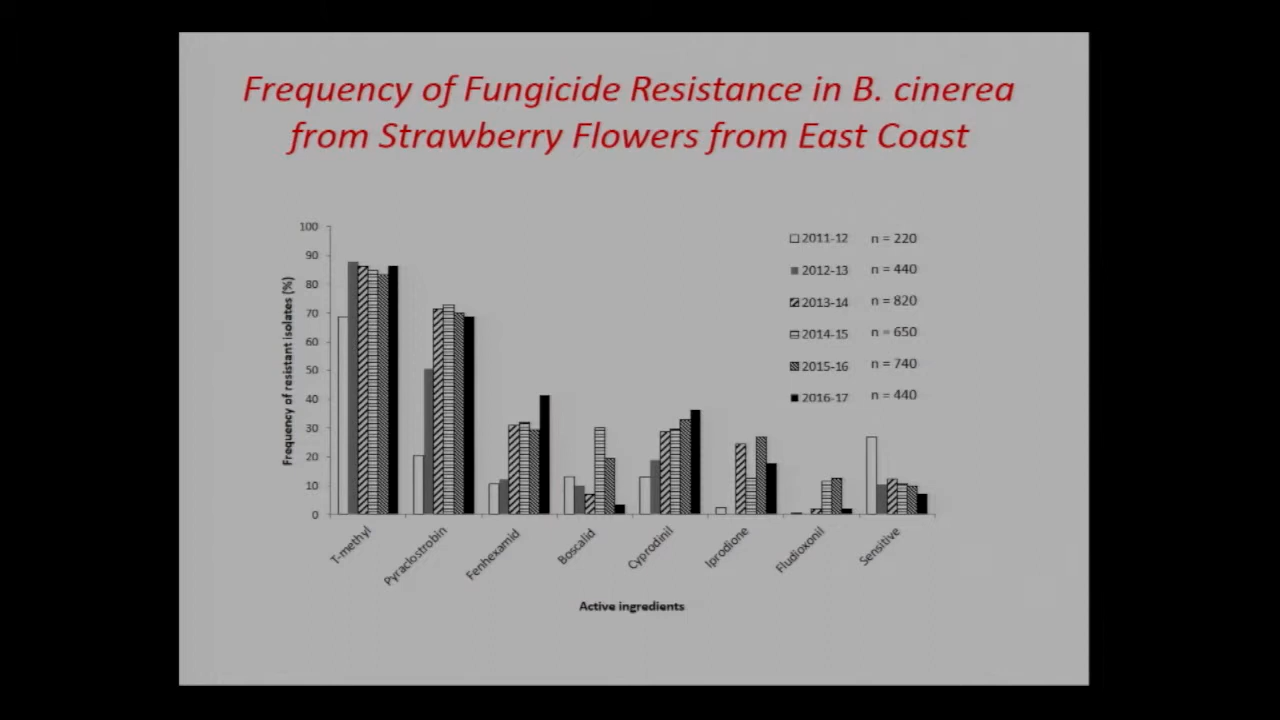 Frequency of Fungicide Resistance in B. cinerea
from Strawberry Flowers from East Coast
Frequency of resistant isolates (%)
100
90
80
70
60
50
40
30
20
10
0
2011-12 n = 220
2012-13 n = 440
2013-14 n = 820
2014-15 n = 650
2015-16 n = 740
2016-17 n = 440
T-methyl
Pyraclostrobin
Fenhexamid
Boscalid
Cyprodinil
Iprodione
Fludioxonil
Sensitive
Active ingredients